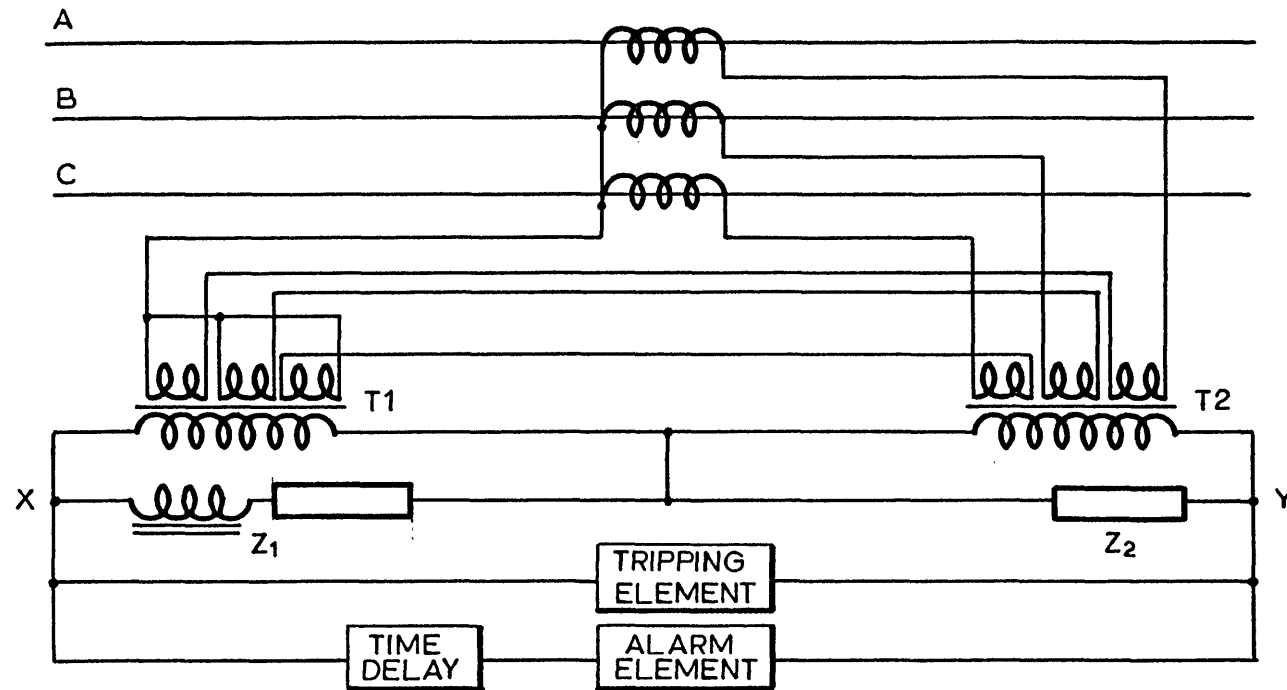 A
B
C
T1
T2
X
Y
Z1
Z2
TRIPPING
ELEMENT
TIME
DELAY
ALARM
ELEMENT